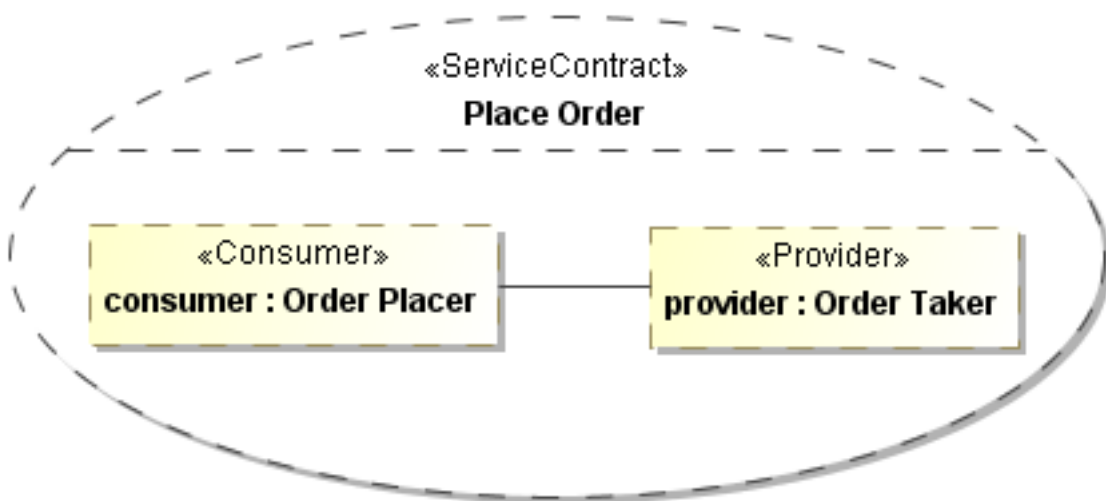 «ServiceContract»
Place Order
«Consumer»
consumer : Order Placer
«Provider»
provider : Order Taker